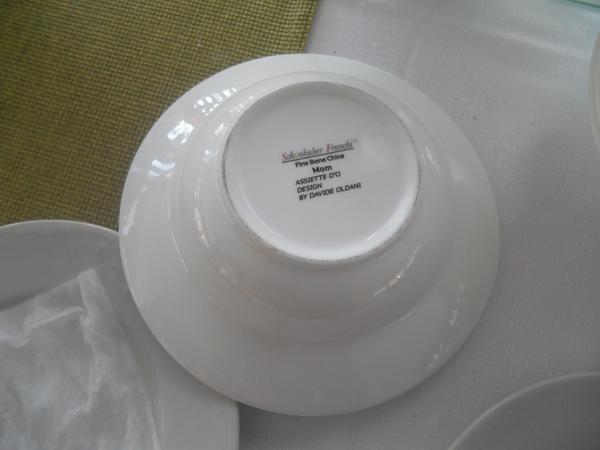 Schönhuber Franchi
Fine Bone China
Mom
ASSIETTE D'O
DESIGN
BY DAVIDE OLDANI